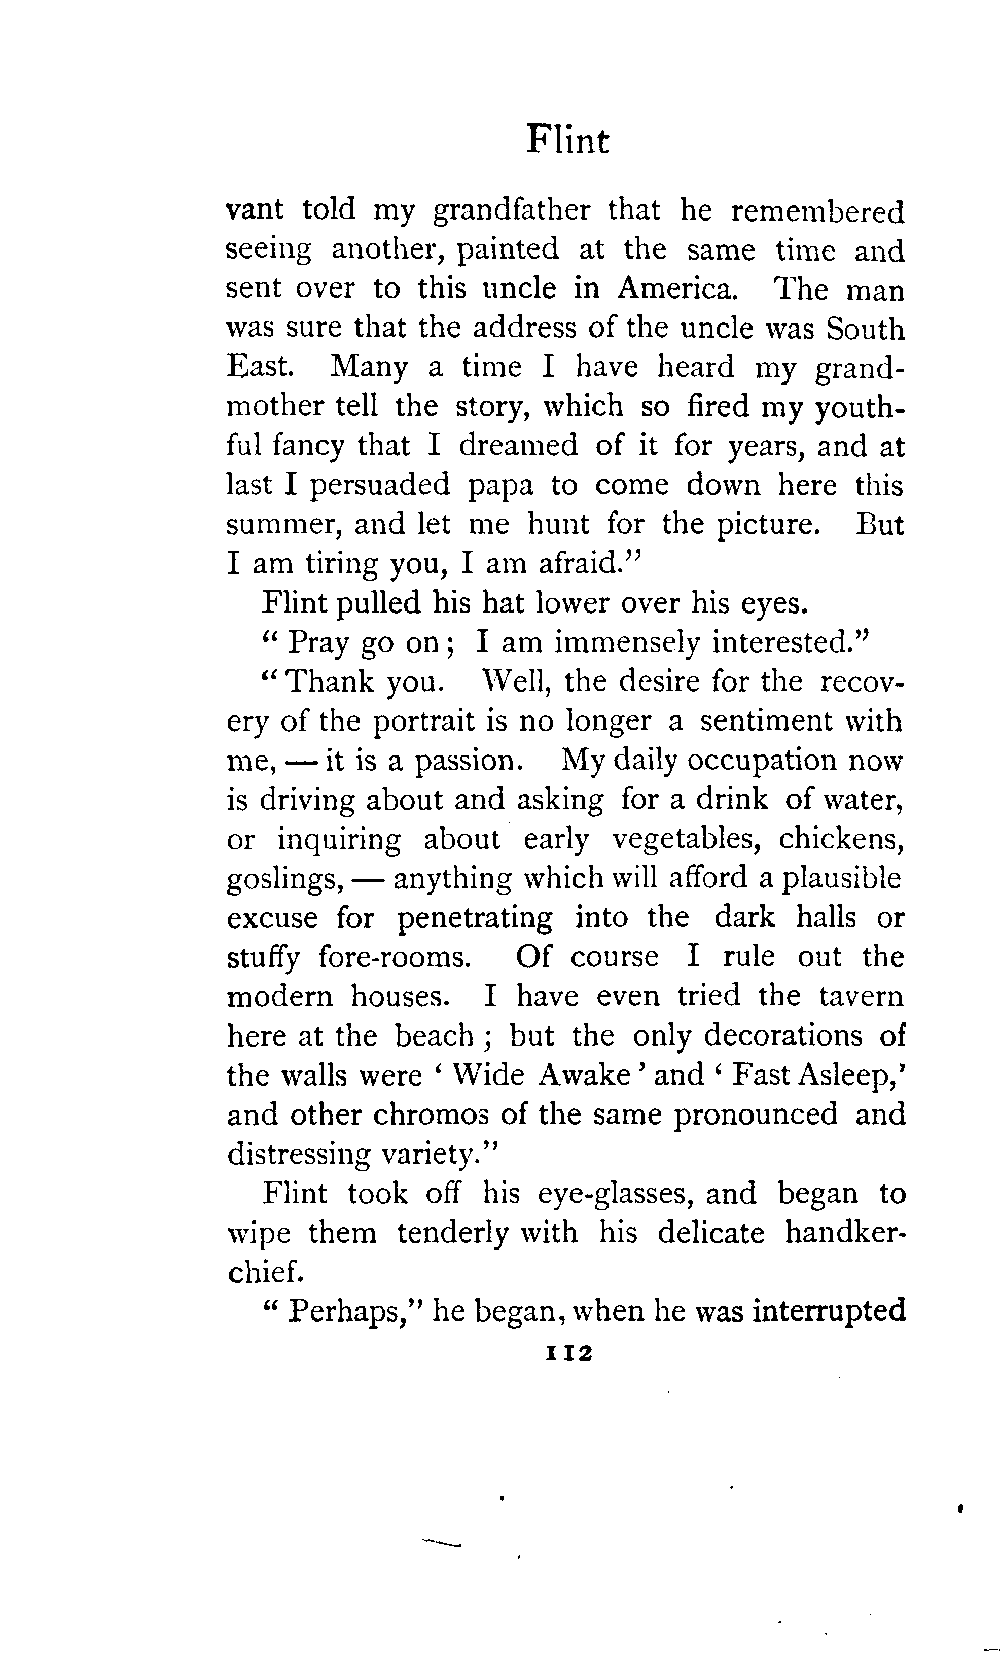 Flint
vant told my grandfather that he remembered
seeing another, painted at the same time and
sent over to this uncle in America. The man
was sure that the address of the uncle was South
East. Many a time I have heard my grand-
mother tell the story, which so fired my youth-
ful fancy that I dreamed of it for years, and at
last I persuaded papa to come down here this
summer, and let me hunt for the picture. But
I am tiring you, I am afraid."
Flint pulled his hat lower over his eyes.
" Pray go on ; I am immensely interested."
" Thank you. Well, the desire for the recov-
ery of the portrait is no longer a sentiment with
me, — it is a passion. My daily occupation now
is driving about and asking for a drink of water,
or inquiring about early vegetables, chickens,
goslings, — anything which will afford a plausible
excuse for penetrating into the dark halls or
stuffy fore-rooms. Of course I rule out the
modern houses. I have even tried the tavern
here at the beach ; but the only decorations of
the walls were ‘ Wide Awake ’ and ‘ Fast Asleep,’
and other chromos of the same pronounced and
distressing variety."
Flint took off his eye-glasses, and began to
wipe them tenderly with his delicate handker-
chief.
" Perhaps," he began, when he was interrupted
112